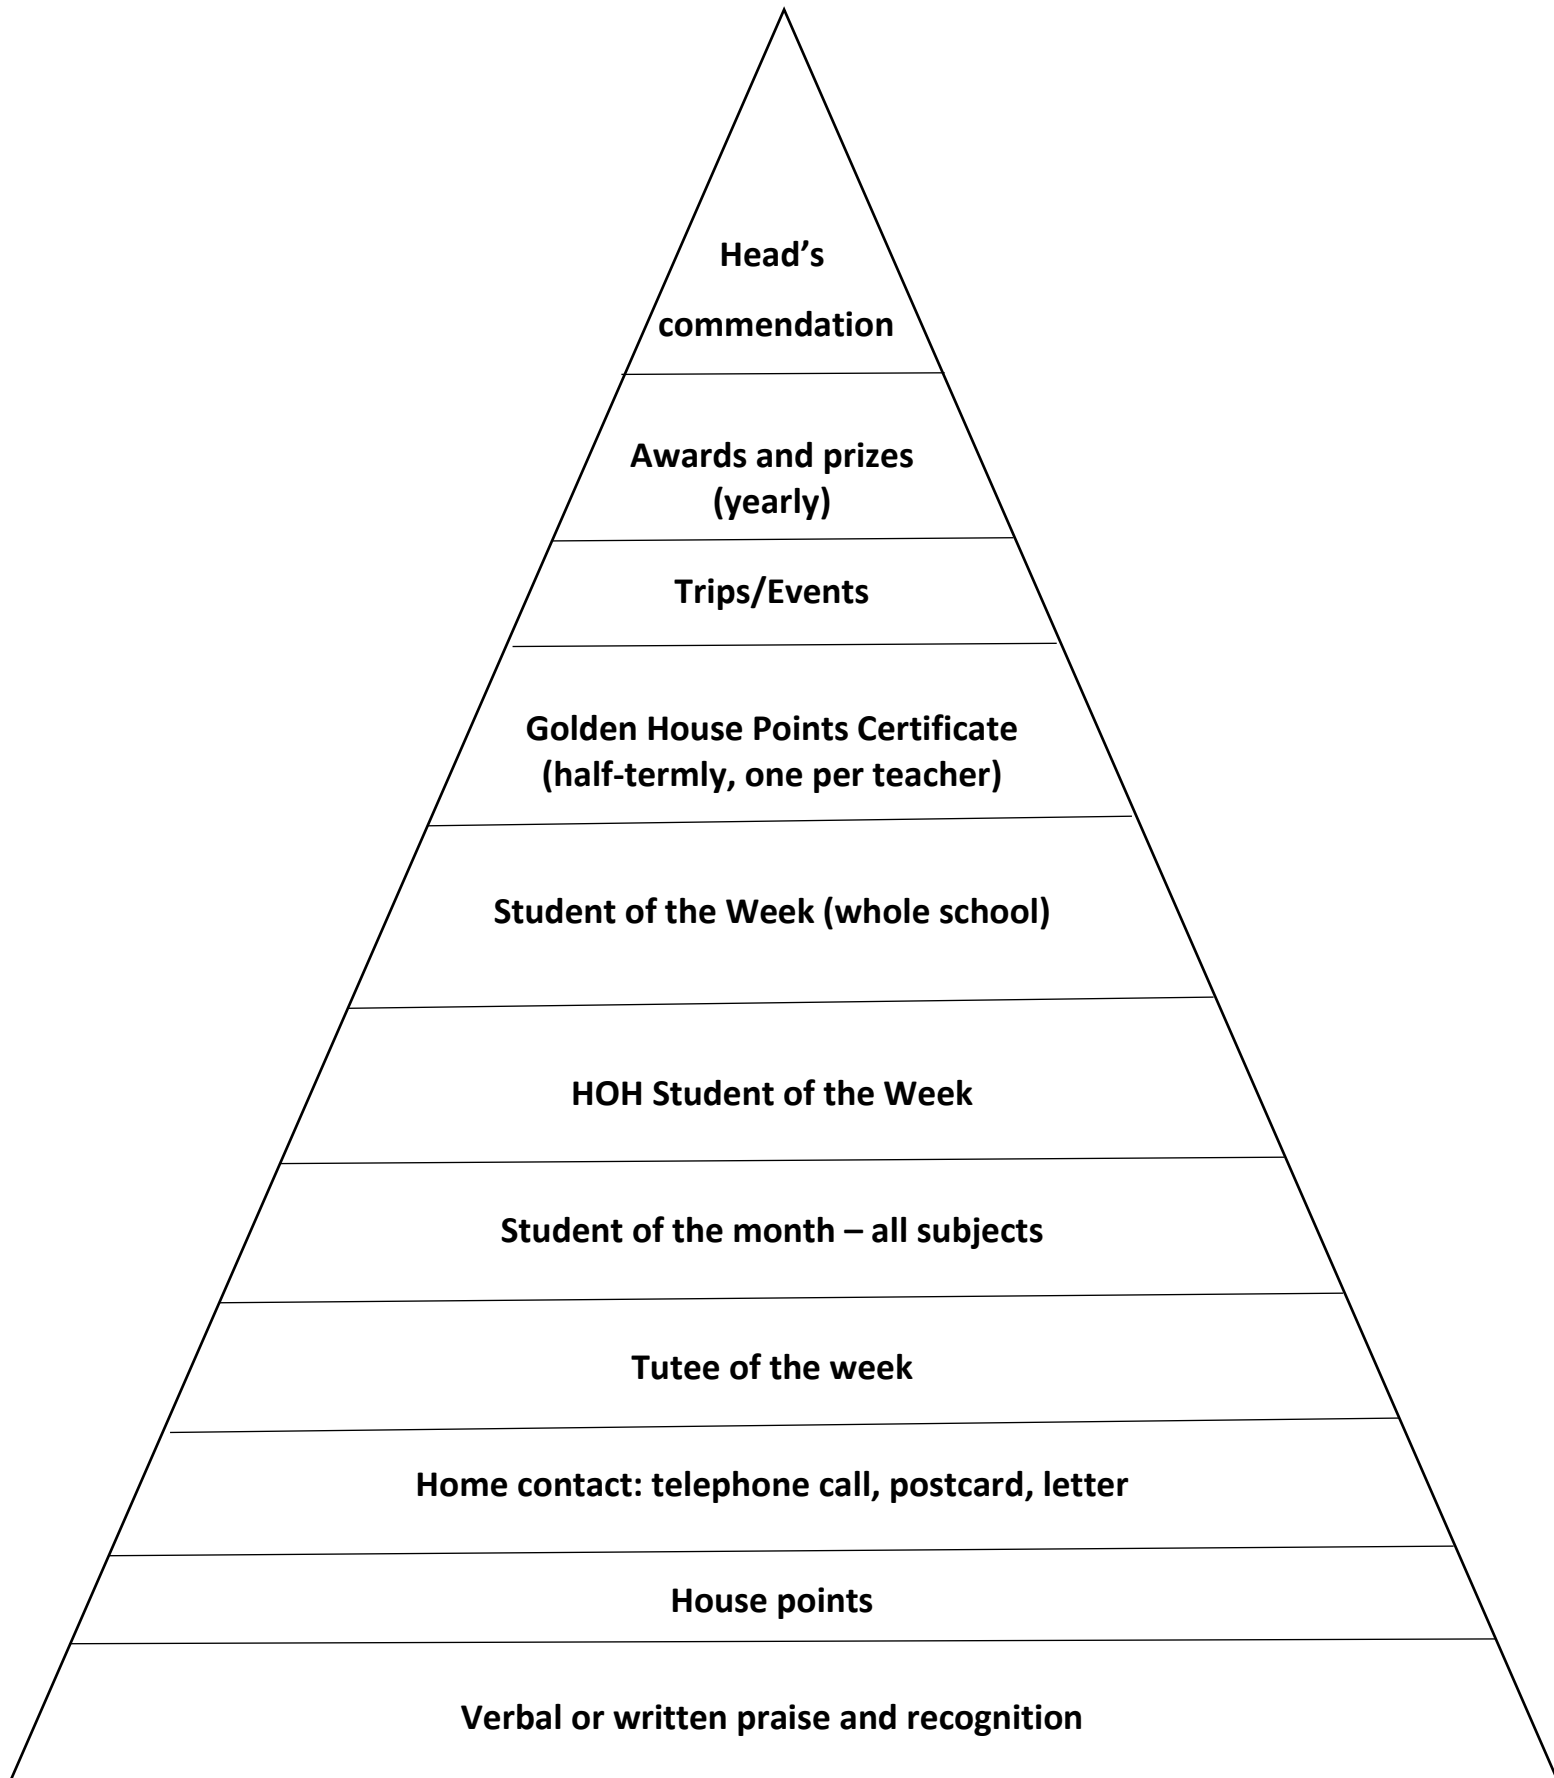 Head’s
commendation
Awards and prizes
(yearly)
Trips/Events
Golden House Points Certificate
(half-termly, one per teacher)
Student of the Week (whole school)
HOH Student of the Week
Student of the month – all subjects
Tutee of the week
Home contact: telephone call, postcard, letter
House points
Verbal or written praise and recognition